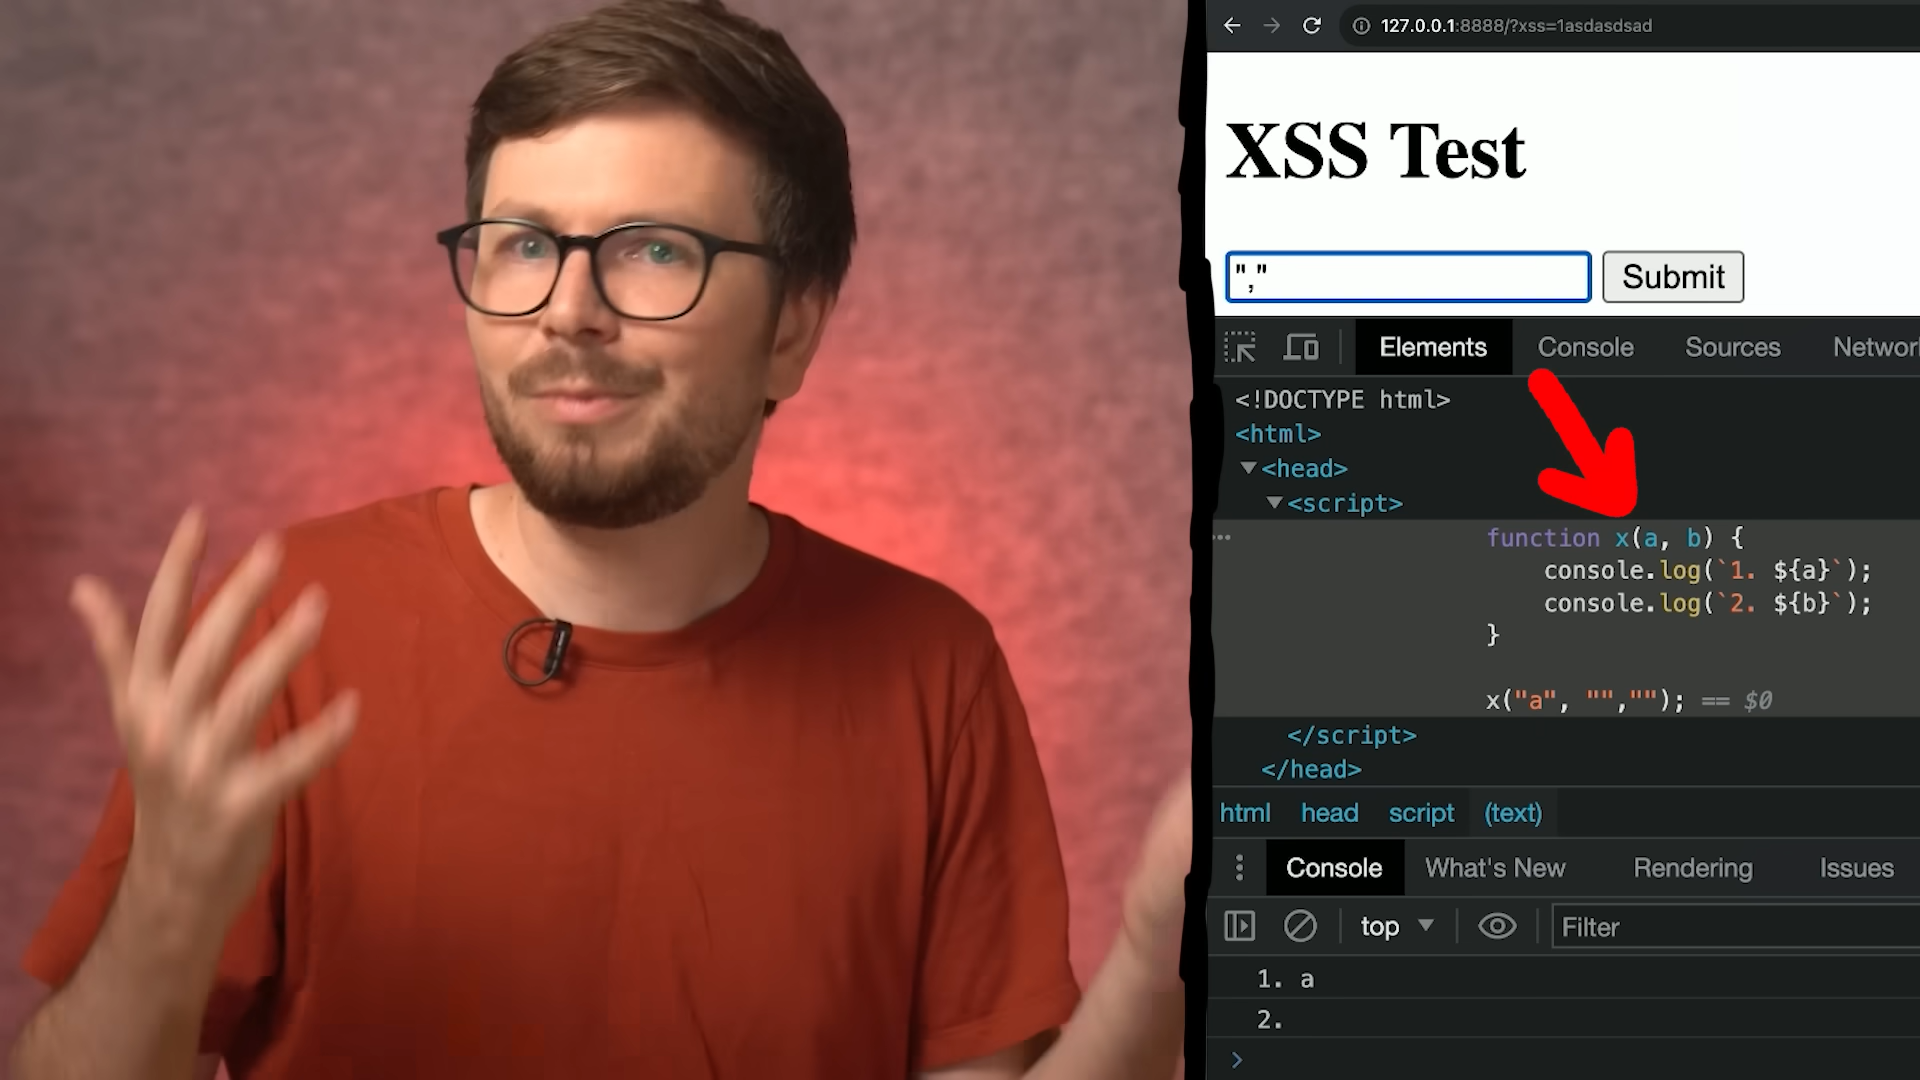 127.0.0.1:8888/?xss=1asdasdsad
XSS Test
"," Submit
Elements Console Sources Networ
<!DOCTYPE html>
<html>
<head>
<script>
function x(a, b) {
console.log(`1. ${a}`);
console.log(`2. ${b}`);
}
x("a", "",""); == $0
</script>
</head>
html head script (text)
Console What's New Rendering Issues
top Filter
1. a
2.